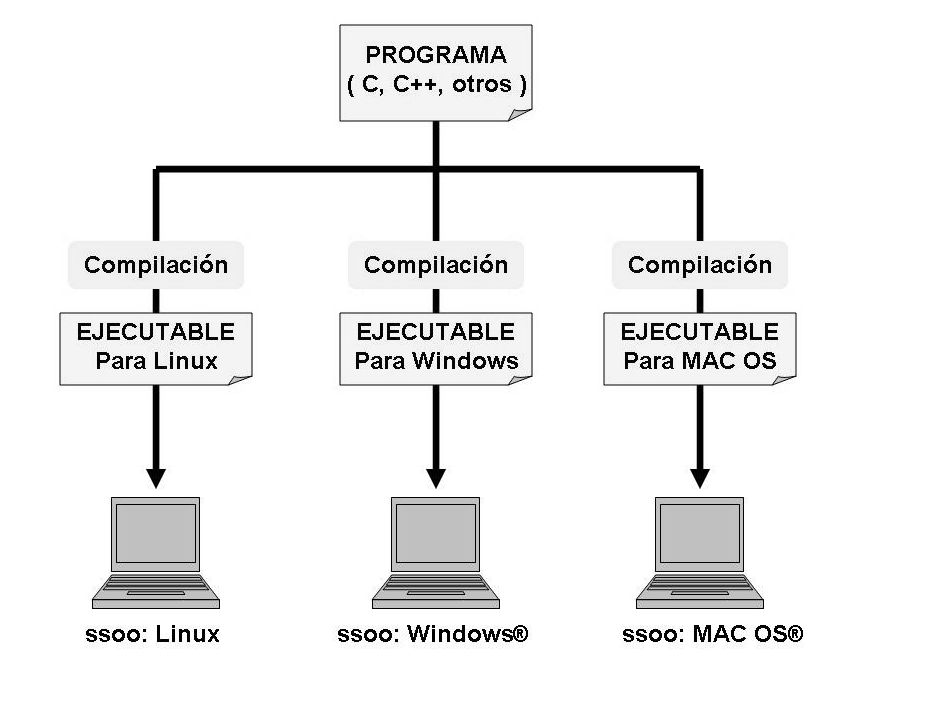 PROGRAMA
( C, C++, otros )
Compilación
Compilación
Compilación
EJECUTABLE
Para Linux
EJECUTABLE
Para Windows
EJECUTABLE
Para MAC OS
ssoo: Linux
ssoo: Windows®
ssoo: MAC OS®